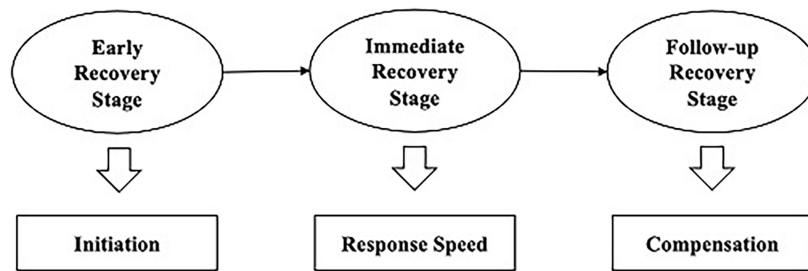 Early
Recovery
Stage
Immediate
Recovery
Stage
Follow-up
Recovery
Stage
Initiation
Response Speed
Compensation